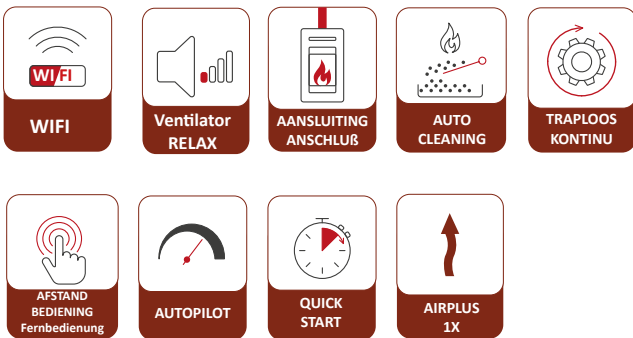 WI/FI
WIFI
Ventilator
RELAX
AANSLUITING
ANSCHLUß
AUTO
CLEANING
TRAPLOOS
KONTINU
AFSTAND
BEDIENING
Fernbedienung
AUTOPILOT
QUICK
START
AIRPLUS
1X